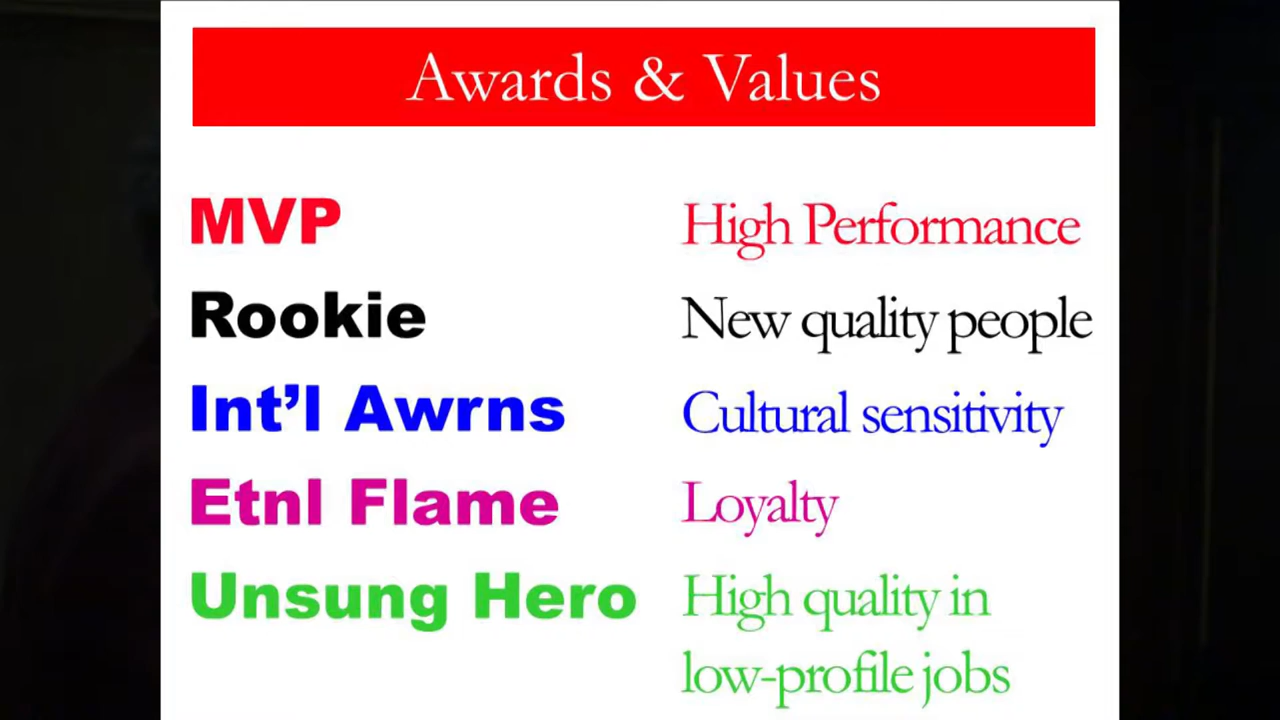 Awards & Values
MVP High Performance
Rookie New quality people
Int’l Awrns Cultural sensitivity
Etnl Flame Loyalty
Unsung Hero High quality in
low-profile jobs